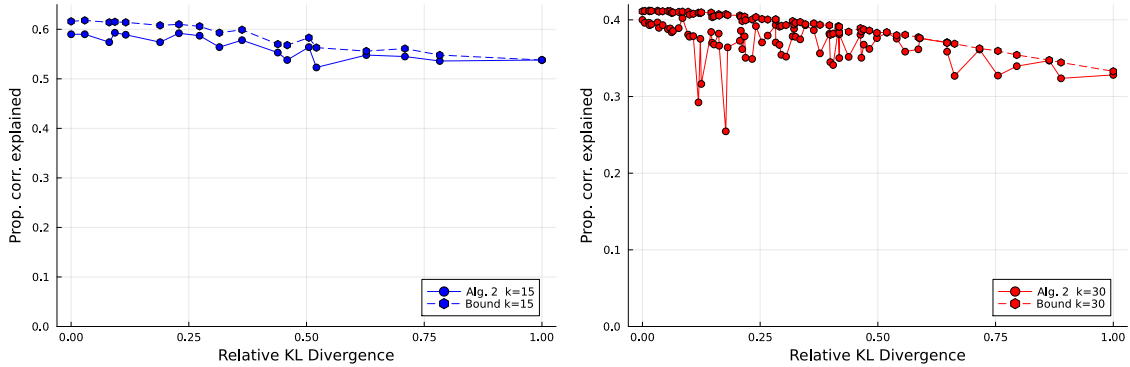 0.6
0.5
0.4
0.3
0.2
0.1
0.0
Prop. corr. explained
0.00
0.25
0.50
0.75
1.00
Relative KL Divergence
Alg. 2 k=15
Bound k=15
0.4
0.3
0.2
0.1
0.0
Prop. corr. explained
0.00
0.25
0.50
0.75
1.00
Relative KL Divergence
Alg. 2 k=30
Bound k=30